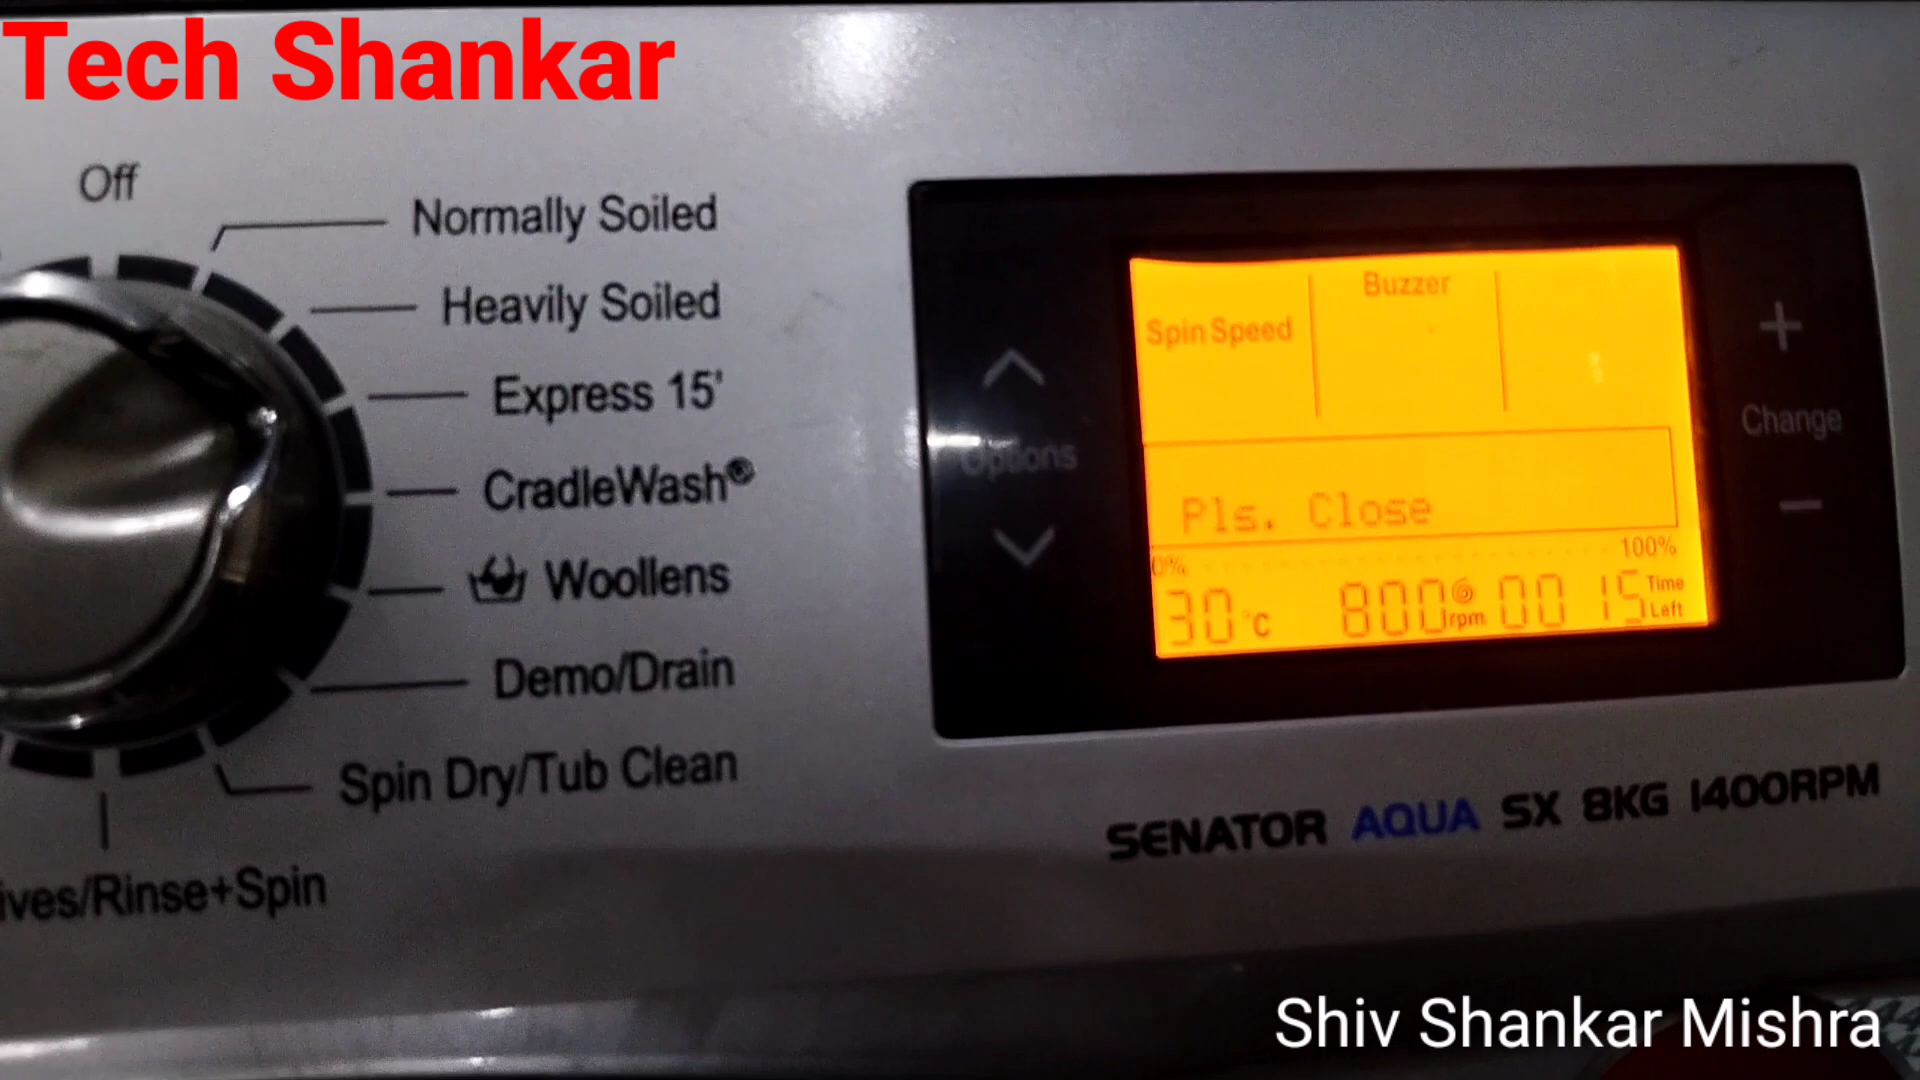 Tech Shankar
Off
Normally Soiled
Heavily Soiled
Express 15'
CradleWash®
Woollens
Demo/Drain
Spin Dry/Tub Clean
ives/Rinse+Spin
Options
Spin Speed
Buzzer
Pls. Close
0% 100%
30 °C 800 rpm 00 15 Time Left
+
Change
−
SENATOR AQUA SX 8KG 1400RPM
Shiv Shankar Mishra